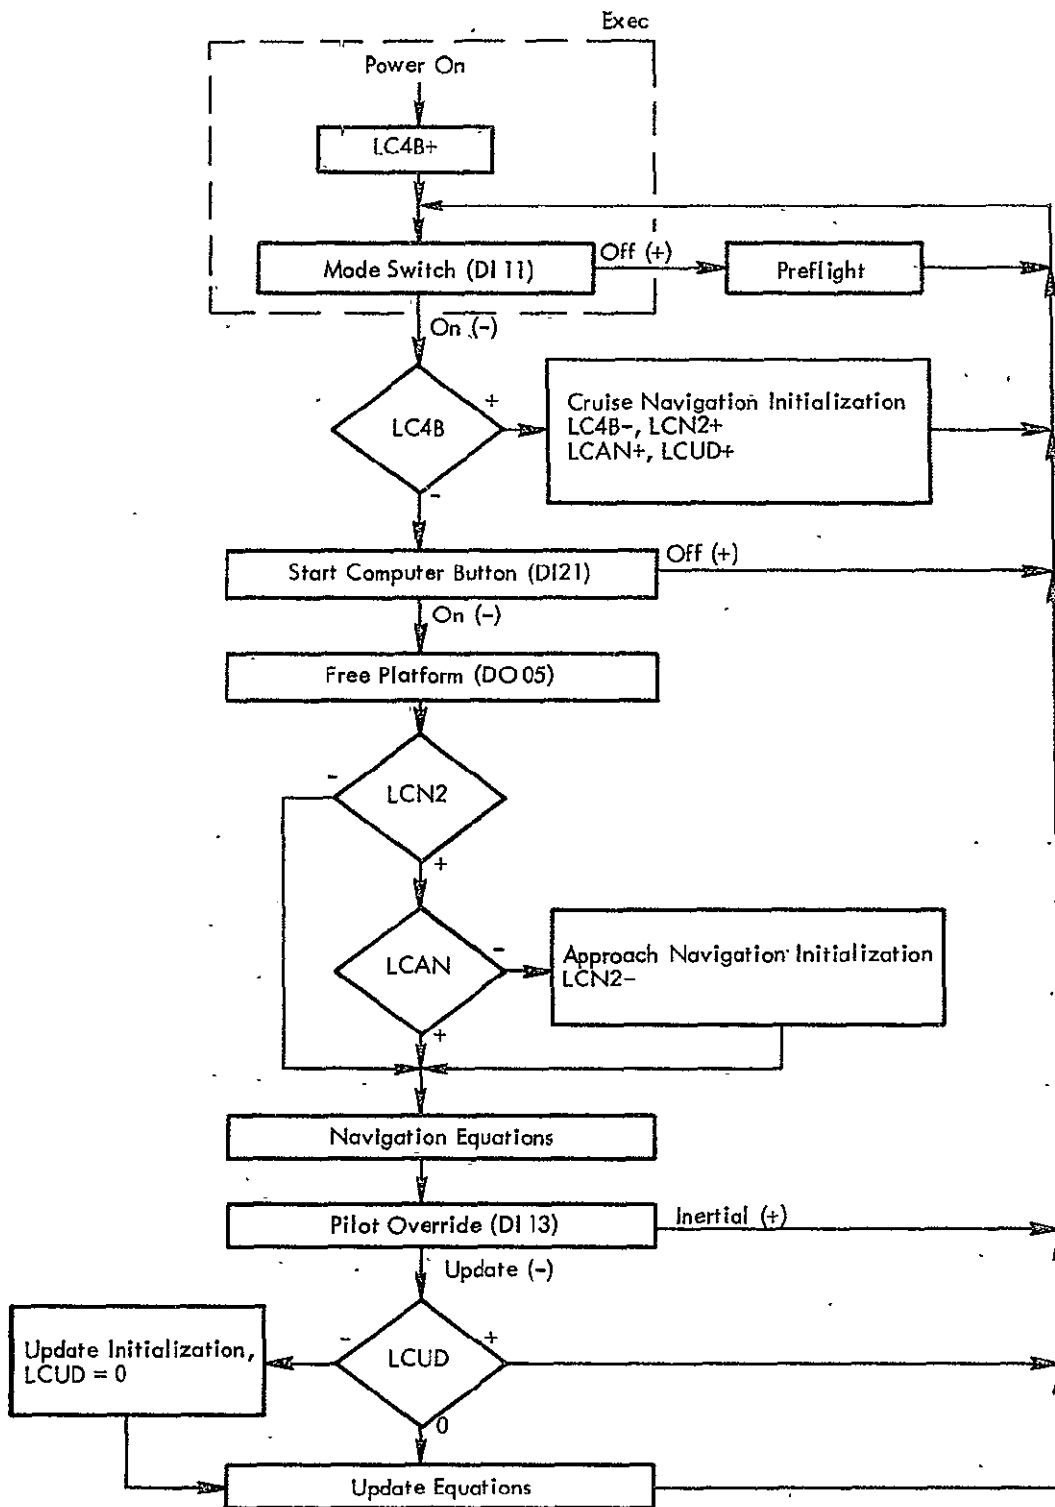 Exec
Power On
LC4B+
Mode Switch (DI 11)
Off (+)
Preflight
On (-)
LC4B
+
Cruise Navigation Initialization
LC4B-, LCN2+
LCAN+, LCUD+
-
Start Computer Button (DI21)
Off (+)
On (-)
Free Platform (DO 05)
-
LCN2
+
LCAN
-
Approach Navigation Initialization
LCN2-
+
Navigation Equations
Pilot Override (DI 13)
Inertial (+)
Update (-)
Update Initialization,
LCUD = 0
-
LCUD
+
0
Update Equations